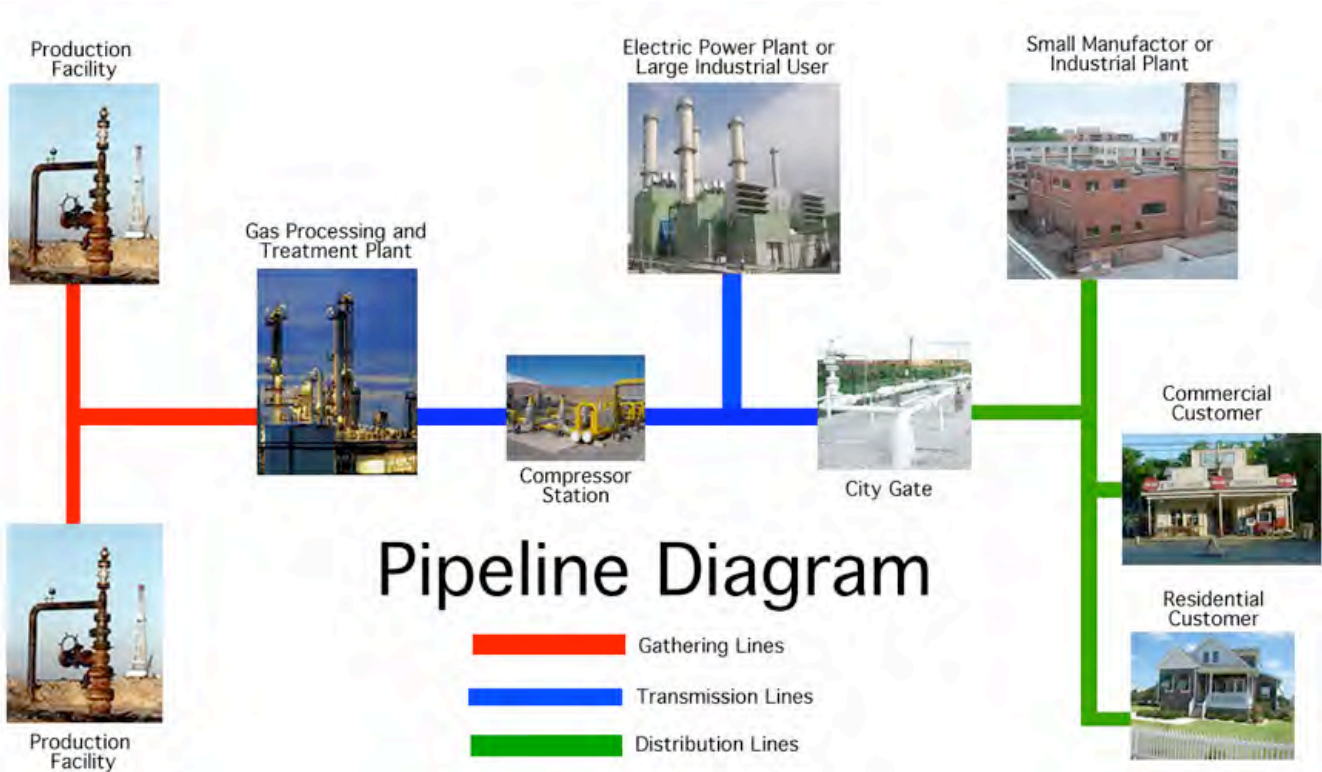 Production
Facility
Electric Power Plant or
Large Industrial User
Small Manufactor or
Industrial Plant
Gas Processing and
Treatment Plant
Compressor
Station
City Gate
Commercial
Customer
Residential
Customer
Pipeline Diagram
Gathering Lines
Transmission Lines
Distribution Lines
Production
Facility